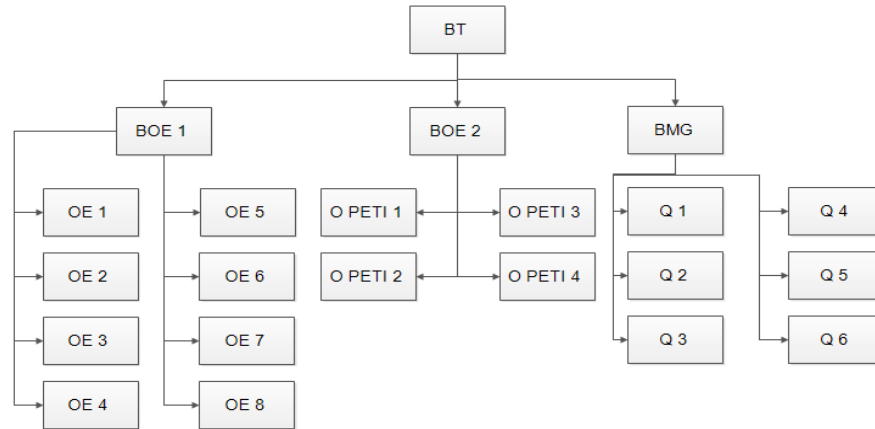 BT
BOE 1
BOE 2
BMG
OE 1
OE 5
O PETI 1
O PETI 3
Q 1
Q 4
OE 2
OE 6
O PETI 2
O PETI 4
Q 2
Q 5
OE 3
OE 7
Q 3
Q 6
OE 4
OE 8